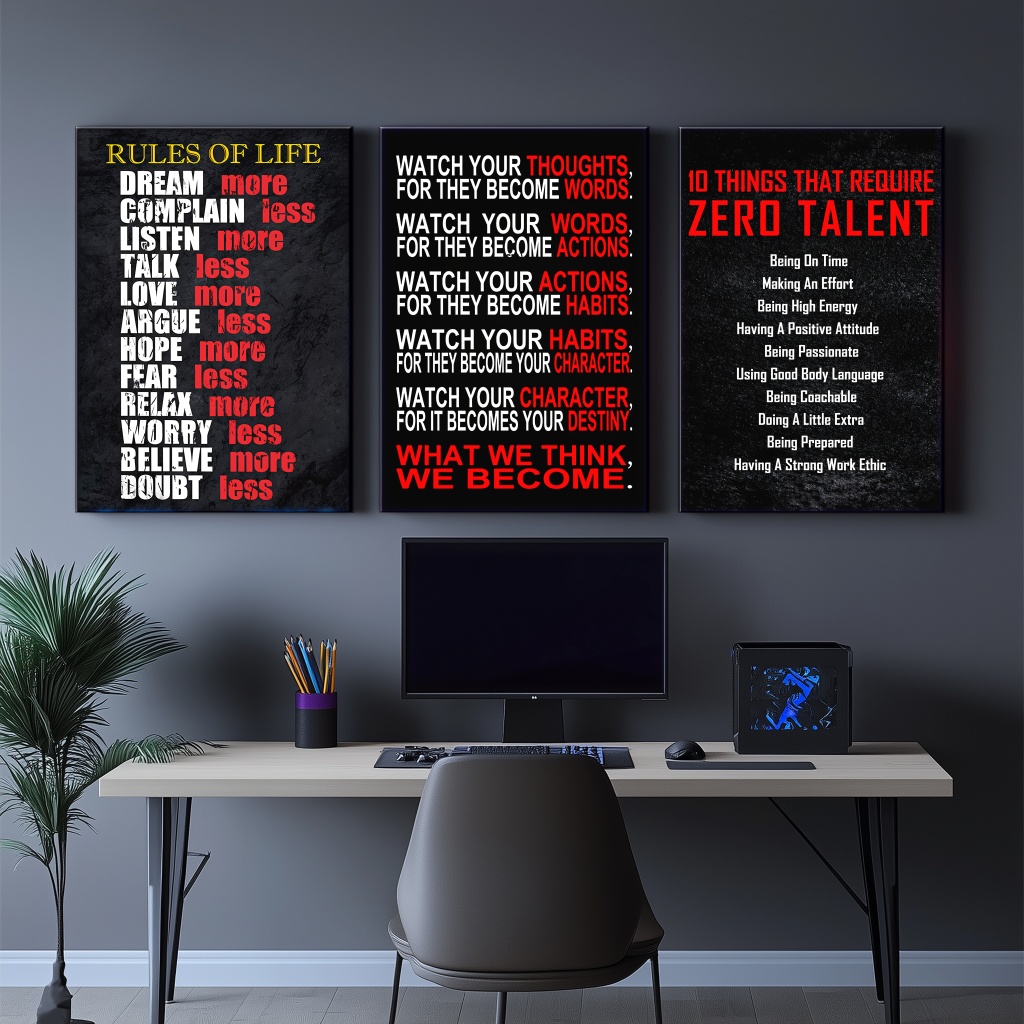 RULES OF LIFE
DREAM more
COMPLAIN less
LISTEN more
TALK less
LOVE more
ARGUE less
HOPE more
FEAR less
RELAX more
WORRY less
BELIEVE more
DOUBT less
WATCH YOUR THOUGHTS,
FOR THEY BECOME WORDS.
WATCH YOUR WORDS,
FOR THEY BECOME ACTIONS.
WATCH YOUR ACTIONS,
FOR THEY BECOME HABITS.
WATCH YOUR HABITS,
FOR THEY BECOME YOUR CHARACTER.
WATCH YOUR CHARACTER,
FOR IT BECOMES YOUR DESTINY.
WHAT WE THINK,
WE BECOME.
10 THINGS THAT REQUIRE
ZERO TALENT
Being On Time
Making An Effort
Being High Energy
Having A Positive Attitude
Being Passionate
Using Good Body Language
Being Coachable
Doing A Little Extra
Being Prepared
Having A Strong Work Ethic